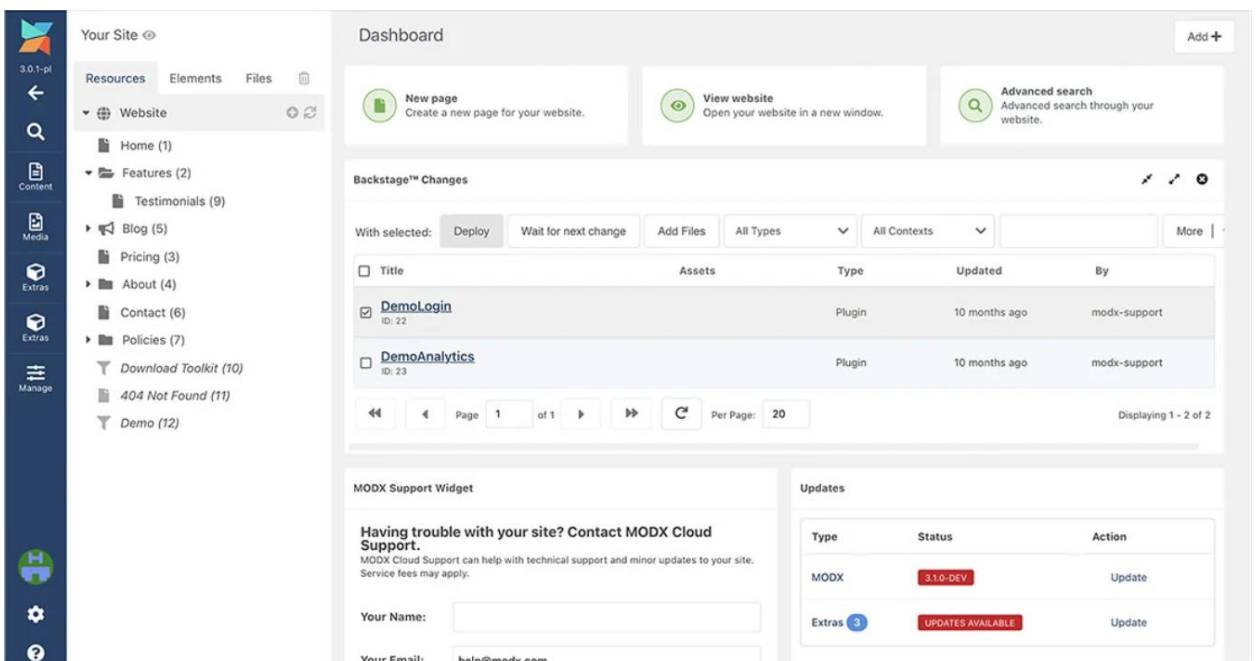 3.0.1-pl
Content
Media
Extras
Extras
Manage
Your Site
Resources Elements Files
Website
Home (1)
Features (2)
Testimonials (9)
Blog (5)
Pricing (3)
About (4)
Contact (6)
Policies (7)
Download Toolkit (10)
404 Not Found (11)
Demo (12)
Dashboard
Add
New page
Create a new page for your website.
View website
Open your website in a new window.
Advanced search
Advanced search through your
website.
Backstage™ Changes
With selected: Deploy Wait for next change Add Files All Types All Contexts More
Title Assets Type Updated By
DemoLogin Plugin 10 months ago modx-support
ID: 22
DemoAnalytics Plugin 10 months ago modx-support
ID: 23
Page 1 of 1 Per Page: 20 Displaying 1 - 2 of 2
MODX Support Widget
Having trouble with your site? Contact MODX Cloud
Support.
MODX Cloud Support can help with technical support and minor updates to your site.
Service fees may apply.
Your Name:
Your Email: help@modx.com
Updates
Type Status Action
MODX 3.1.0-DEV Update
Extras 3 UPDATES AVAILABLE Update